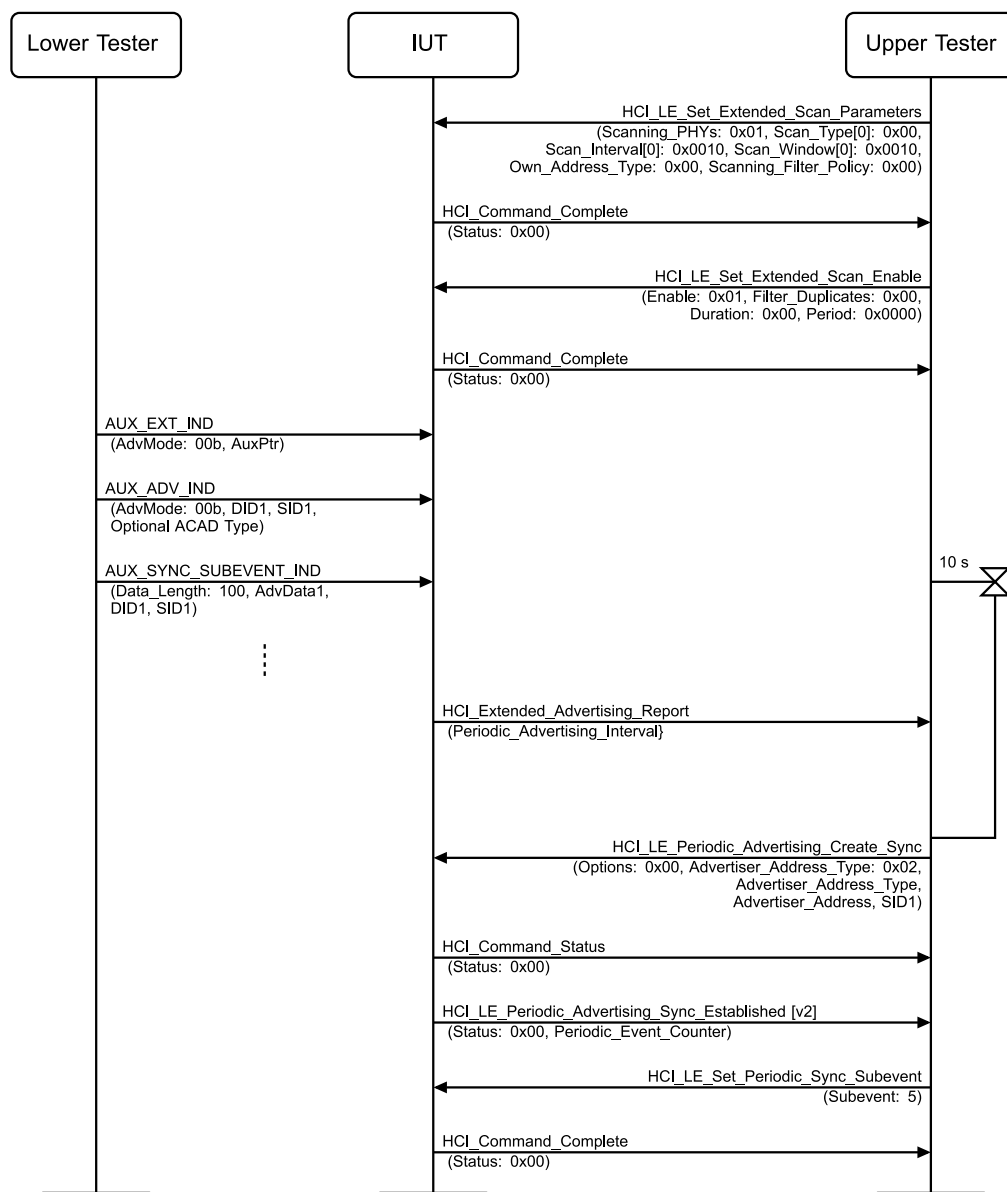 Lower Tester
IUT
Upper Tester
HCI_LE_Set_Extended_Scan_Parameters
(Scanning_PHYs: 0x01, Scan_Type[0]: 0x00,
Scan_Interval[0]: 0x0010, Scan_Window[0]: 0x0010,
Own_Address_Type: 0x00, Scanning_Filter_Policy: 0x00)
HCI_Command_Complete
(Status: 0x00)
HCI_LE_Set_Extended_Scan_Enable
(Enable: 0x01, Filter_Duplicates: 0x00,
Duration: 0x00, Period: 0x0000)
HCI_Command_Complete
(Status: 0x00)
AUX_EXT_IND
(AdvMode: 00b, AuxPtr)
AUX_ADV_IND
(AdvMode: 00b, DID1, SID1,
Optional ACAD Type)
AUX_SYNC_SUBEVENT_IND
(Data_Length: 100, AdvData1,
DID1, SID1)
10 s
HCI_Extended_Advertising_Report
(Periodic_Advertising_Interval}
HCI_LE_Periodic_Advertising_Create_Sync
(Options: 0x00, Advertiser_Address_Type: 0x02,
Advertiser_Address_Type,
Advertiser_Address, SID1)
HCI_Command_Status
(Status: 0x00)
HCI_LE_Periodic_Advertising_Sync_Established [v2]
(Status: 0x00, Periodic_Event_Counter)
HCI_LE_Set_Periodic_Sync_Subevent
(Subevent: 5)
HCI_Command_Complete
(Status: 0x00)